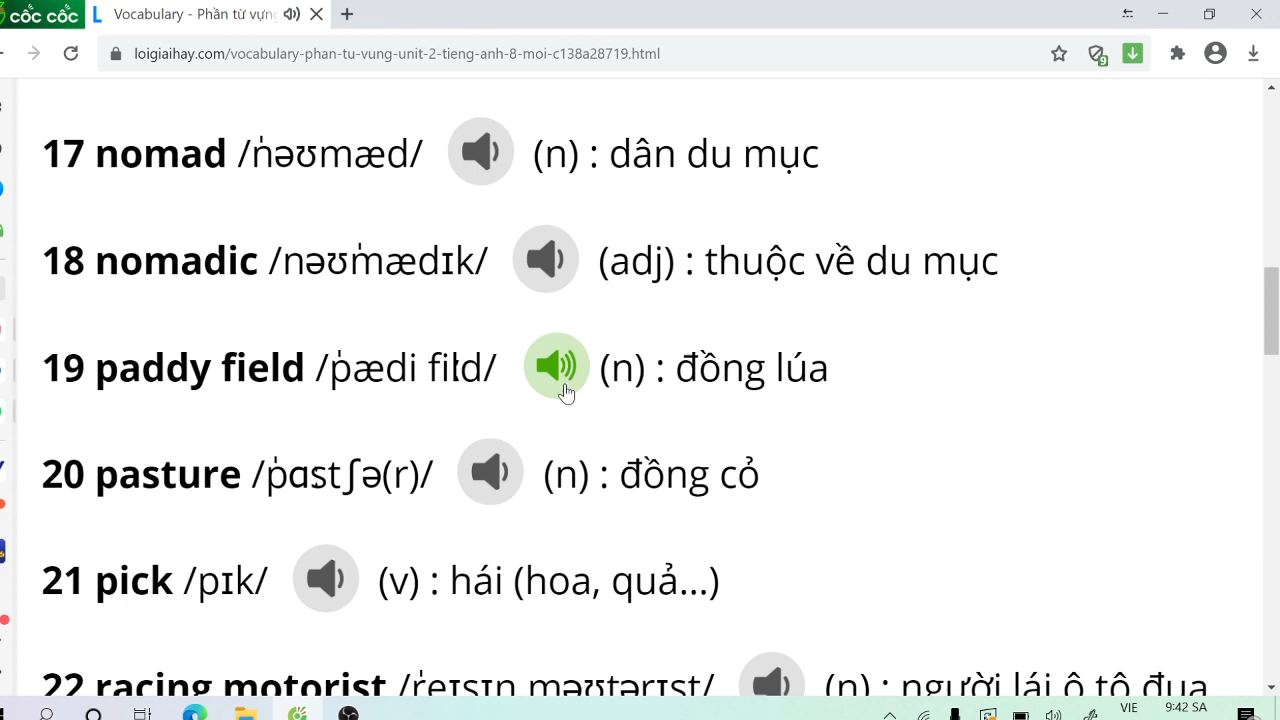 cốc cốc
Vocabulary - Phần từ vựng
loigiaihay.com/vocabulary-phan-tu-vung-unit-2-tieng-anh-8-moi-c138a28719.html
9
17 nomad /ˈnəʊmæd/ (n) : dân du mục
18 nomadic /nəʊˈmædɪk/ (adj) : thuộc về du mục
19 paddy field /ˈpædi fiːld/ (n) : đồng lúa
20 pasture /ˈpɑːstʃə(r)/ (n) : đồng cỏ
21 pick /pɪk/ (v) : hái (hoa, quả...)
22 racing motorist /ˈreɪsɪŋ məʊtərɪst/ (n) : người lái ô tô đua
VIE
9:42 SA